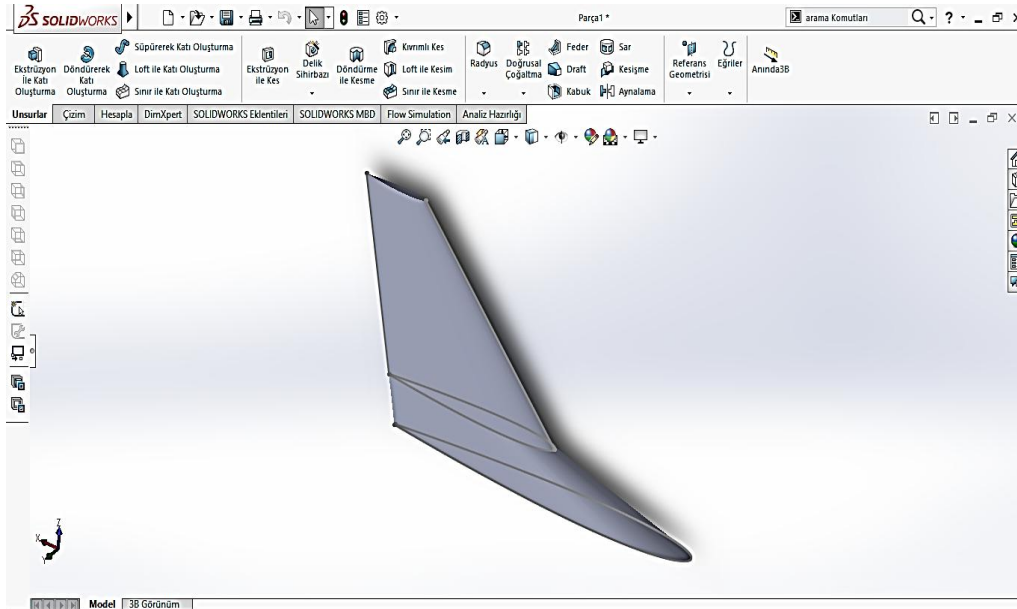 SOLIDWORKS
Parça1 *
arama Komutları
?
Ekstrüzyon
İle Katı
Oluşturma
Döndürerek
Katı
Oluşturma
Süpürerek Katı Oluşturma
Loft ile Katı Oluşturma
Sınır ile Katı Oluşturma
Ekstrüzyon
ile Kes
Delik
Sihirbazı
Döndürme
ile Kesme
Kıvrımlı Kes
Loft ile Kesim
Sınır ile Kesme
Radyus
Doğrusal
Çoğaltma
Feder
Draft
Kabuk
Sar
Kesişme
Aynalama
Referans
Geometrisi
Eğriler
Anında3B
Unsurlar
Çizim
Hesapla
DimXpert
SOLIDWORKS Eklentileri
SOLIDWORKS MBD
Flow Simulation
Analiz Hazırlığı
Z
X
Y
Model
3B Görünüm